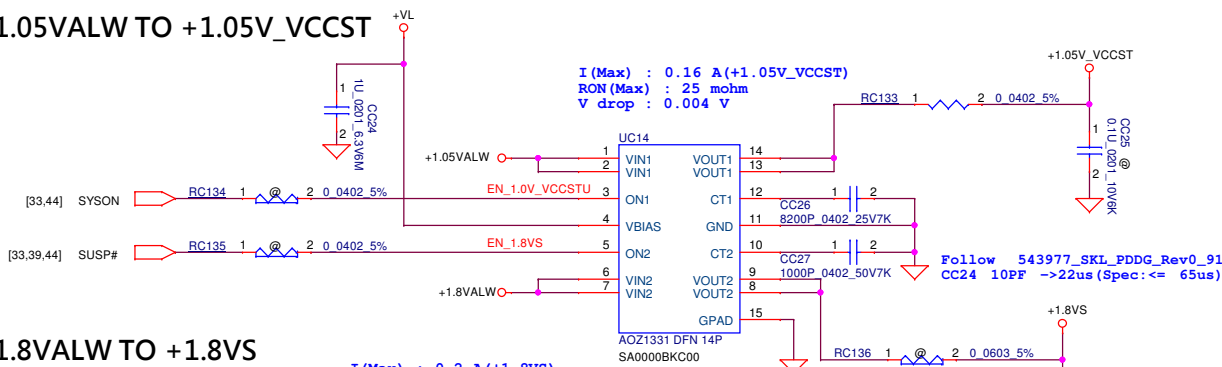 1.05VALW TO +1.05V_VCCST
+VL
1
1U_0201_6.3V6M
CC24
2
I(Max) : 0.16 A(+1.05V_VCCST)
RON(Max) : 25 mohm
V drop : 0.004 V
+1.05V_VCCST
RC133 1 2 0_0402_5%
1
CC25 @
0.1U_0201_10V6K
2
UC14
+1.05VALW
1 VIN1 VOUT1 14
2 VIN1 VOUT1 13
[33,44] SYSON RC134 1 @ 2 0_0402_5% EN_1.0V_VCCSTU 3 ON1 CT1 12 1 2
CC26
8200P_0402_25V7K
4 VBIAS GND 11
[33,39,44] SUSP# RC135 1 @ 2 0_0402_5% EN_1.8VS 5 ON2 CT2 10 1 2
CC27
1000P_0402_50V7K
Follow 543977_SKL_PDDG_Rev0_91
CC24 10PF ->22us(Spec:<= 65us)
+1.8VALW
6 VIN2 VOUT2 9
7 VIN2 VOUT2 8
GPAD 15
+1.8VS
AOZ1331 DFN 14P
SA0000BKC00
RC136 1 @ 2 0_0603_5%
1.8VALW TO +1.8VS
I(Max) : 0.2 A(+1.8VS)